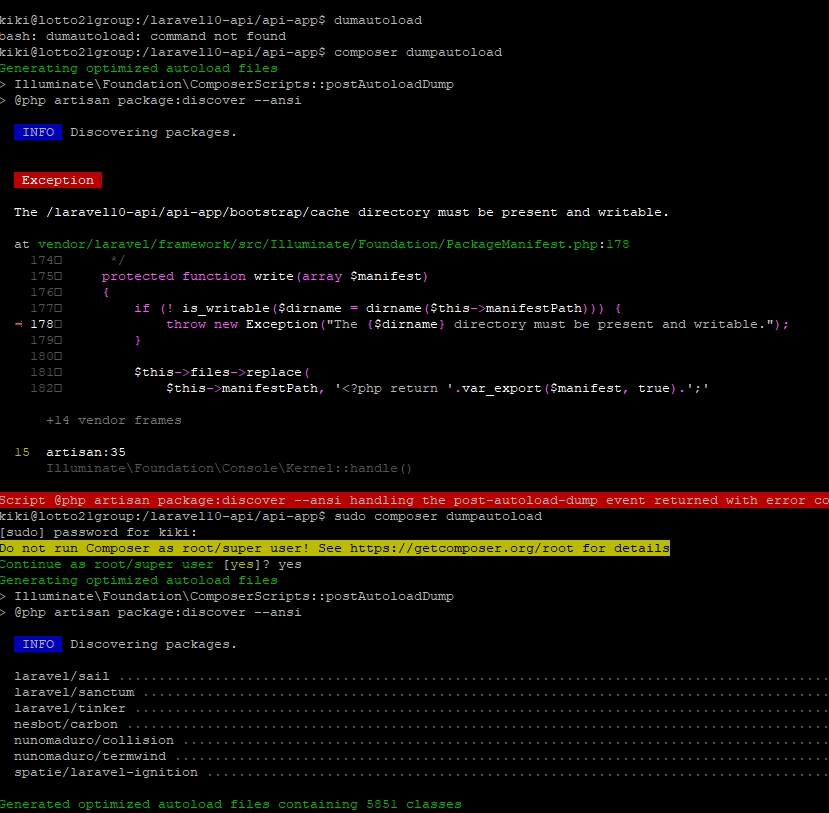 kiki@lotto21group:/laravel10-api/api-app$ dumautoload
bash: dumautoload: command not found
kiki@lotto21group:/laravel10-api/api-app$ composer dumpautoload
Generating optimized autoload files
> Illuminate\Foundation\ComposerScripts::postAutoloadDump
> @php artisan package:discover --ansi
INFO Discovering packages.
Exception
The /laravel10-api/api-app/bootstrap/cache directory must be present and writable.
at vendor/laravel/framework/src/Illuminate/Foundation/PackageManifest.php:178
174□ */
175□ protected function write(array $manifest)
176□ {
177□ if (! is_writable($dirname = dirname($this->manifestPath))) {
→ 178□ throw new Exception("The {$dirname} directory must be present and writable.");
179□ }
180□
181□ $this->files->replace(
182□ $this->manifestPath, '<?php return '.var_export($manifest, true).';'
+14 vendor frames
15 artisan:35
Illuminate\Foundation\Console\Kernel::handle()
Script @php artisan package:discover --ansi handling the post-autoload-dump event returned with error co
kiki@lotto21group:/laravel10-api/api-app$ sudo composer dumpautoload
[sudo] password for kiki:
Do not run Composer as root/super user! See https://getcomposer.org/root for details
Continue as root/super user [yes]? yes
Generating optimized autoload files
> Illuminate\Foundation\ComposerScripts::postAutoloadDump
> @php artisan package:discover --ansi
INFO Discovering packages.
laravel/sail ........................................................................................
laravel/sanctum .....................................................................................
laravel/tinker ......................................................................................
nesbot/carbon .......................................................................................
nunomaduro/collision ................................................................................
nunomaduro/termwind .................................................................................
spatie/laravel-ignition .............................................................................
Generated optimized autoload files containing 5851 classes